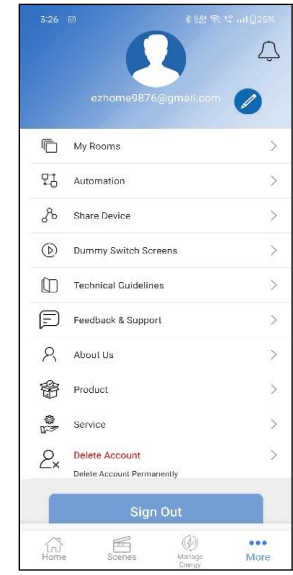 3:26 25%
ezhome9876@gmail.com
My Rooms
Automation
Share Device
Dummy Switch Screens
Technical Guidelines
Feedback & Support
About Us
Product
Service
Delete Account
Delete Account Permanently
Sign Out
Home Scenes Manage Energy More